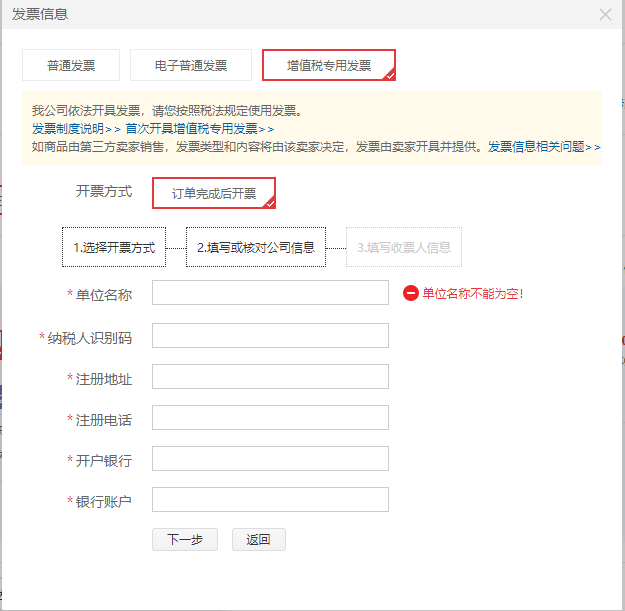 发票信息
普通发票 电子普通发票 增值税专用发票
我公司依法开具发票，请您按照税法规定使用发票。
发票制度说明>> 首次开具增值税专用发票>>
如商品由第三方卖家销售，发票类型和内容将由该卖家决定，发票由卖家开具并提供。发票信息相关问题>>
开票方式 订单完成后开票
1.选择开票方式 2.填写或核对公司信息 3.填写收票人信息
*单位名称 单位名称不能为空！
*纳税人识别码
*注册地址
*注册电话
*开户银行
*银行账户
下一步 返回